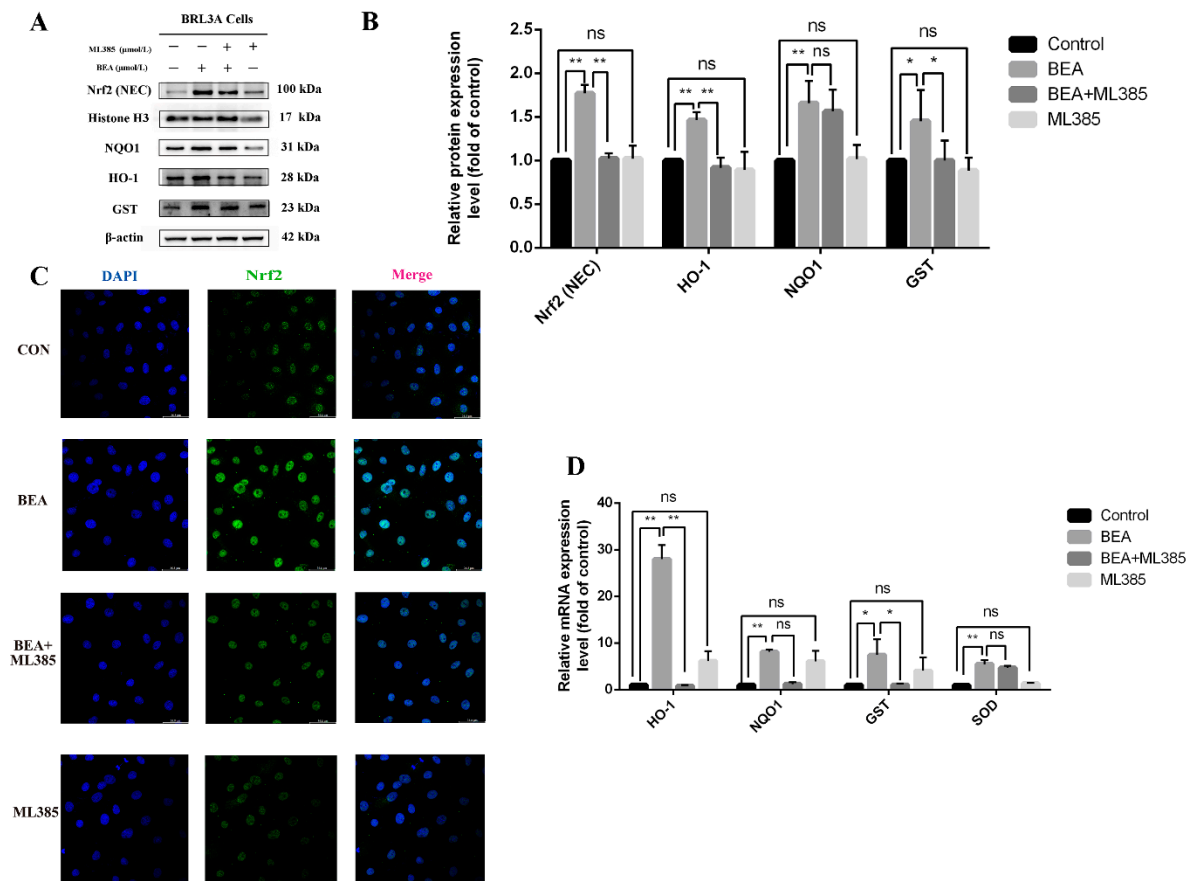 A
BRL3A Cells
ML385 (μmol/L) − − + +
BEA (μmol/L) − + + −
Nrf2 (NEC) 100 kDa
Histone H3 17 kDa
NQO1 31 kDa
HO-1 28 kDa
GST 23 kDa
β-actin 42 kDa
B
Relative protein expression
level (fold of control)
2.5
2.0
1.5
1.0
0.5
0.0
ns
** **
ns
** **
ns
** ns
ns
* *
Nrf2 (NEC)
HO-1
NQO1
GST
Control
BEA
BEA+ML385
ML385
C
DAPI Nrf2 Merge
CON
BEA
BEA+
ML385
ML385
D
Relative mRNA expression
level (fold of control)
40
30
20
10
0
ns
** **
ns
** ns
ns
* *
ns
** ns
HO-1
NQO1
GST
SOD
Control
BEA
BEA+ML385
ML385